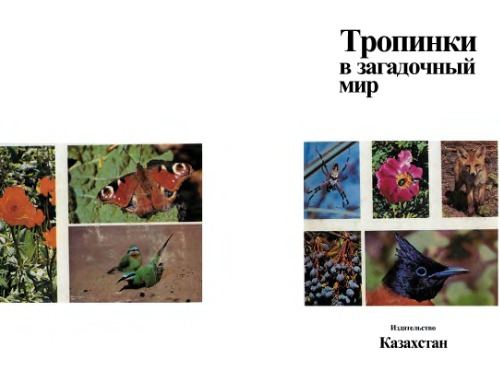 Тропинки
в загадочный
мир
Издательство
Казахстан